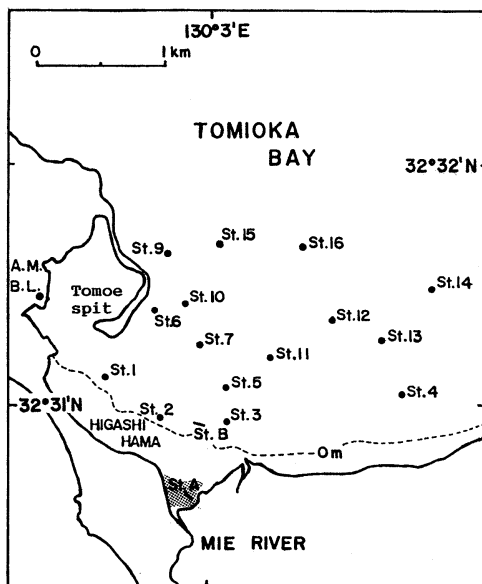 130°3'E
0 1 km
TOMIOKA
BAY
32°32'N
St.15
St.16
St.9
A.M.
B.L.
Tomoe
spit
St.14
St.10
St.6
St.12
St.7
St.13
St.11
St.1
St.5
St.4
32°31'N
St.2
St.3
HIGASHI
HAMA
St.B
0m
St.A
MIE RIVER